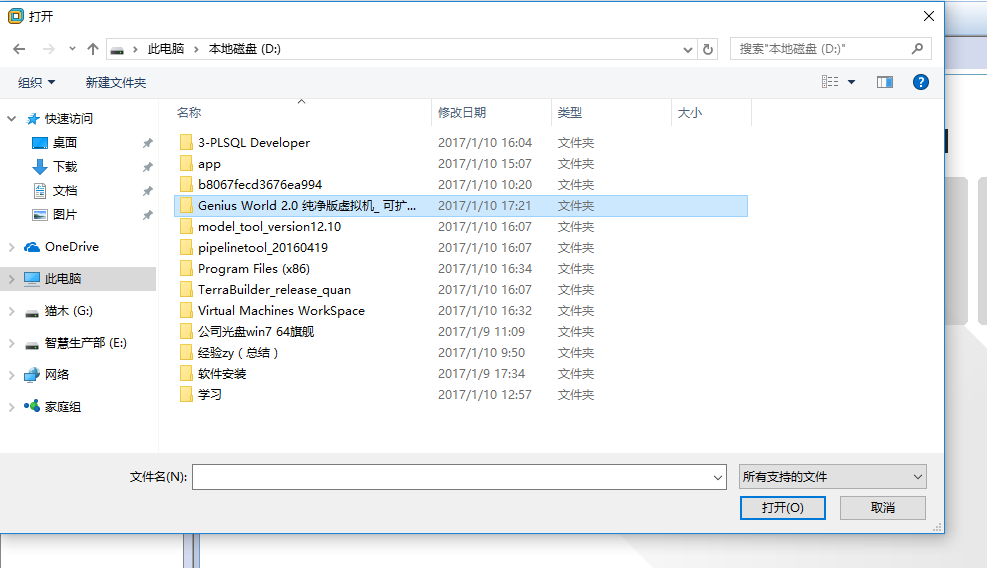 打开
此电脑 › 本地磁盘 (D:)
搜索"本地磁盘 (D:)"
组织 新建文件夹
名称 修改日期 类型 大小
快速访问
桌面
下载
文档
图片
OneDrive
此电脑
猫木 (G:)
智慧生产部 (E:)
网络
家庭组
3-PLSQL Developer 2017/1/10 16:04 文件夹
app 2017/1/10 15:07 文件夹
b8067fecd3676ea994 2017/1/10 10:20 文件夹
Genius World 2.0 纯净版虚拟机_ 可扩... 2017/1/10 17:21 文件夹
model_tool_version12.10 2017/1/10 16:07 文件夹
pipelinetool_20160419 2017/1/10 16:07 文件夹
Program Files (x86) 2017/1/10 16:34 文件夹
TerraBuilder_release_quan 2017/1/10 16:07 文件夹
Virtual Machines WorkSpace 2017/1/10 16:32 文件夹
公司光盘win7 64旗舰 2017/1/9 11:09 文件夹
经验zy（总结） 2017/1/10 9:50 文件夹
软件安装 2017/1/9 17:34 文件夹
学习 2017/1/10 12:57 文件夹
文件名(N): 所有支持的文件
打开(O) 取消